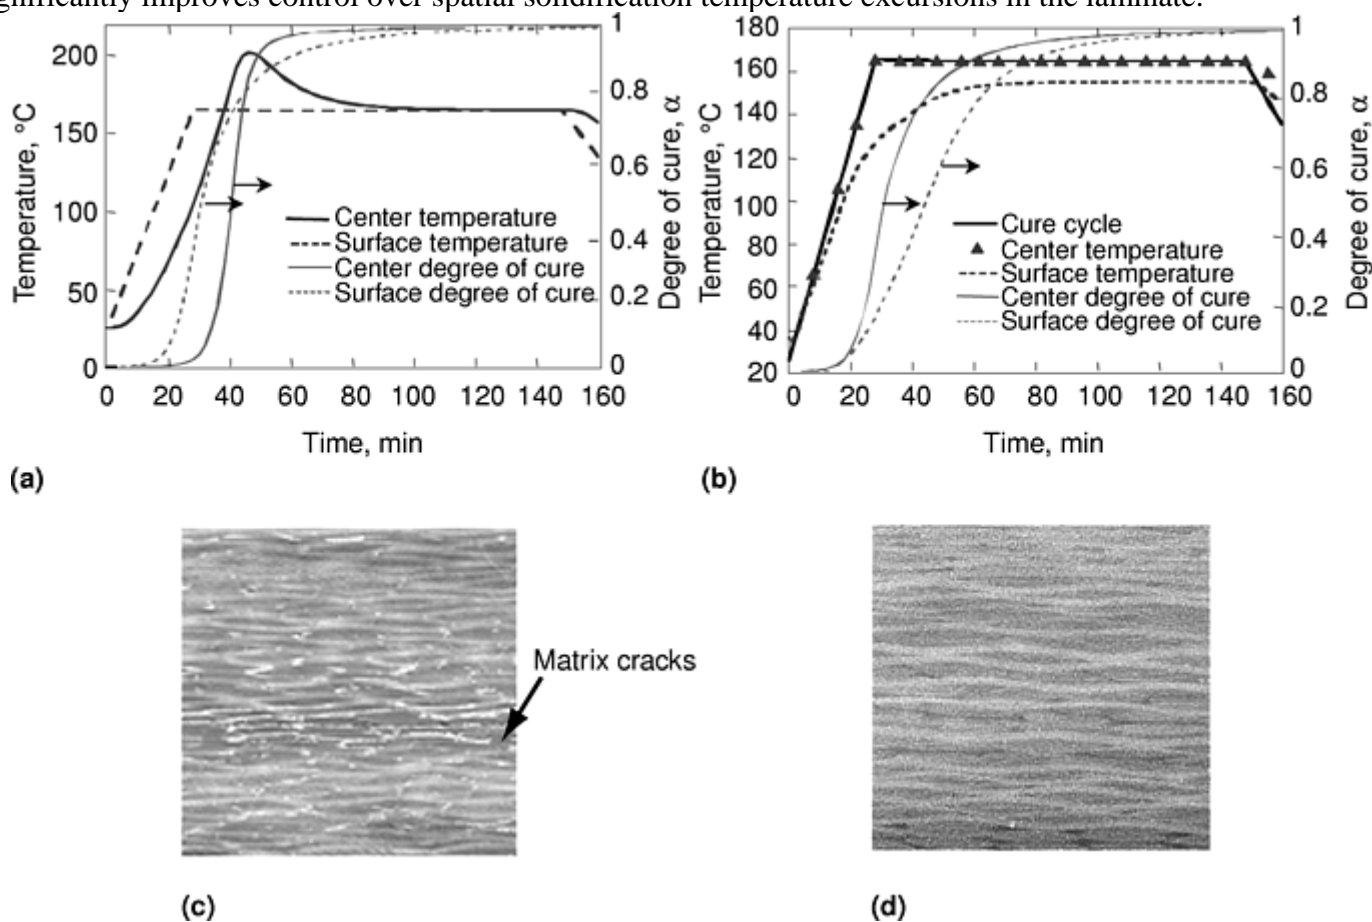 gnificantly improves control over spatial solidification temperature excursions in the laminate.
200
150
100
50
0
Temperature, °C
1
0.8
0.6
0.4
0.2
0
Degree of cure, α
Center temperature
Surface temperature
Center degree of cure
Surface degree of cure
0 20 40 60 80 100 120 140 160
Time, min
(a)
180
160
140
120
100
80
60
40
20
Temperature, °C
1
0.8
0.6
0.4
0.2
0
Degree of cure, α
Cure cycle
Center temperature
Surface temperature
Center degree of cure
Surface degree of cure
0 20 40 60 80 100 120 140 160
Time, min
(b)
Matrix cracks
(c)
(d)